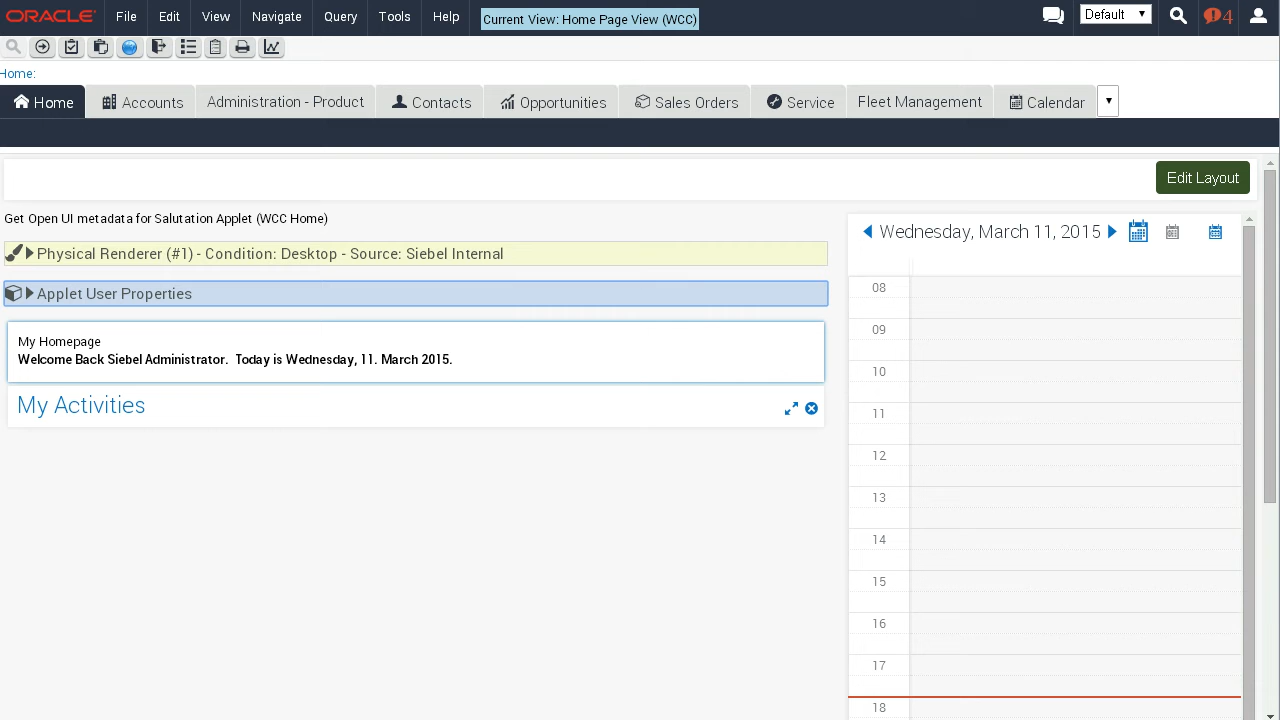 ORACLE File Edit View Navigate Query Tools Help Current View: Home Page View (WCC) Default 4
Home:
Home Accounts Administration - Product Contacts Opportunities Sales Orders Service Fleet Management Calendar
Edit Layout
Get Open UI metadata for Salutation Applet (WCC Home)
Physical Renderer (#1) - Condition: Desktop - Source: Siebel Internal
Applet User Properties
My Homepage
Welcome Back Siebel Administrator. Today is Wednesday, 11. March 2015.
My Activities
Wednesday, March 11, 2015
08
09
10
11
12
13
14
15
16
17
18